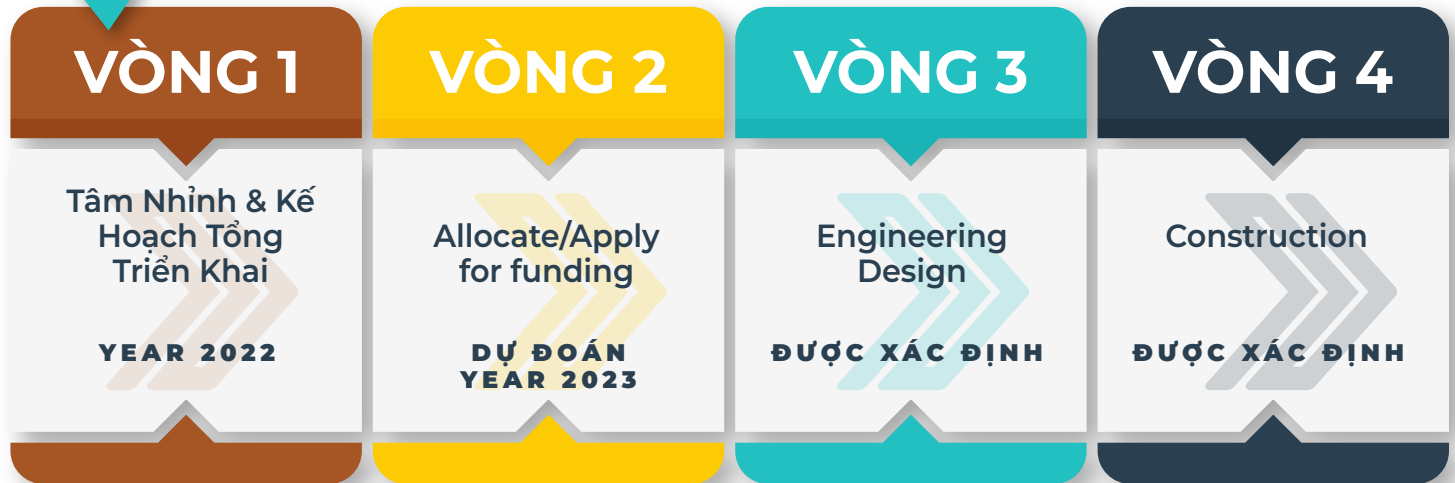 VÒNG 1
Tâm Nhỉnh & Kế
Hoạch Tổng
Triển Khai
YEAR 2022
VÒNG 2
Allocate/Apply
for funding
DỰ ĐOÁN
YEAR 2023
VÒNG 3
Engineering
Design
ĐƯỢC XÁC ĐỊNH
VÒNG 4
Construction
ĐƯỢC XÁC ĐỊNH